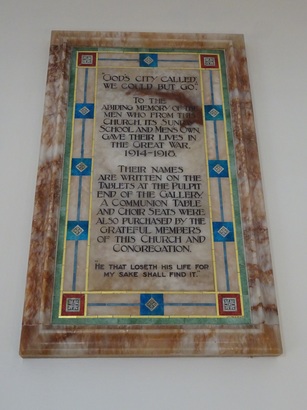 "GOD'S CITY CALLED,
WE COULD BUT GO".
TO THE
ABIDING MEMORY OF THE
MEN WHO FROM THIS
CHURCH, ITS SUNDAY
SCHOOL AND MEN'S OWN,
GAVE THEIR LIVES IN
THE GREAT WAR,
1914-1918.
THEIR NAMES
ARE WRITTEN ON THE
TABLETS AT THE PULPIT
END OF THE GALLERY.
A COMMUNION TABLE
AND CHOIR SEATS WERE
ALSO PURCHASED BY THE
GRATEFUL MEMBERS
OF THIS CHURCH AND
CONGREGATION.
"HE THAT LOSETH HIS LIFE FOR
MY SAKE SHALL FIND IT."